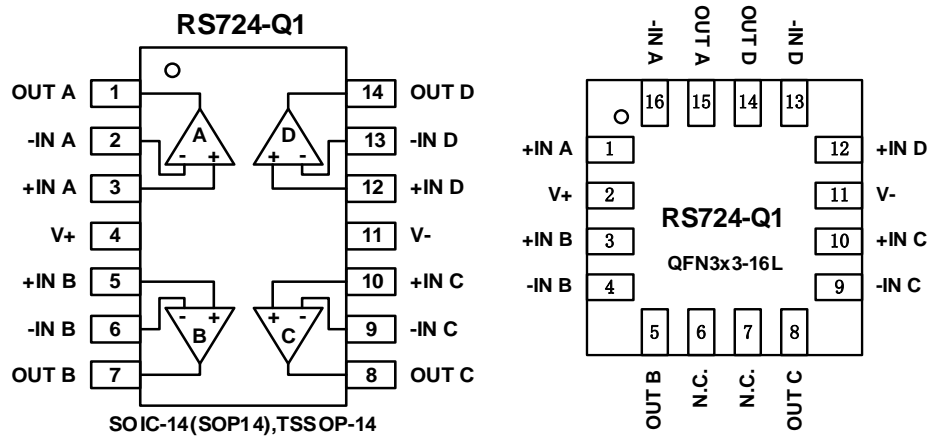 RS724-Q1
OUT A 1 14 OUT D
-IN A 2 13 -IN D
+IN A 3 12 +IN D
V+ 4 11 V-
+IN B 5 10 +IN C
-IN B 6 9 -IN C
OUT B 7 8 OUT C
A D
- + + -
+ - - +
B C
SOIC-14(SOP14),TSSOP-14
-IN A OUT A OUT D -IN D
16 15 14 13
+IN A 1 12 +IN D
V+ 2 11 V-
+IN B 3 10 +IN C
-IN B 4 9 -IN C
RS724-Q1
QFN3x3-16L
5 6 7 8
OUT B N.C. N.C. OUT C